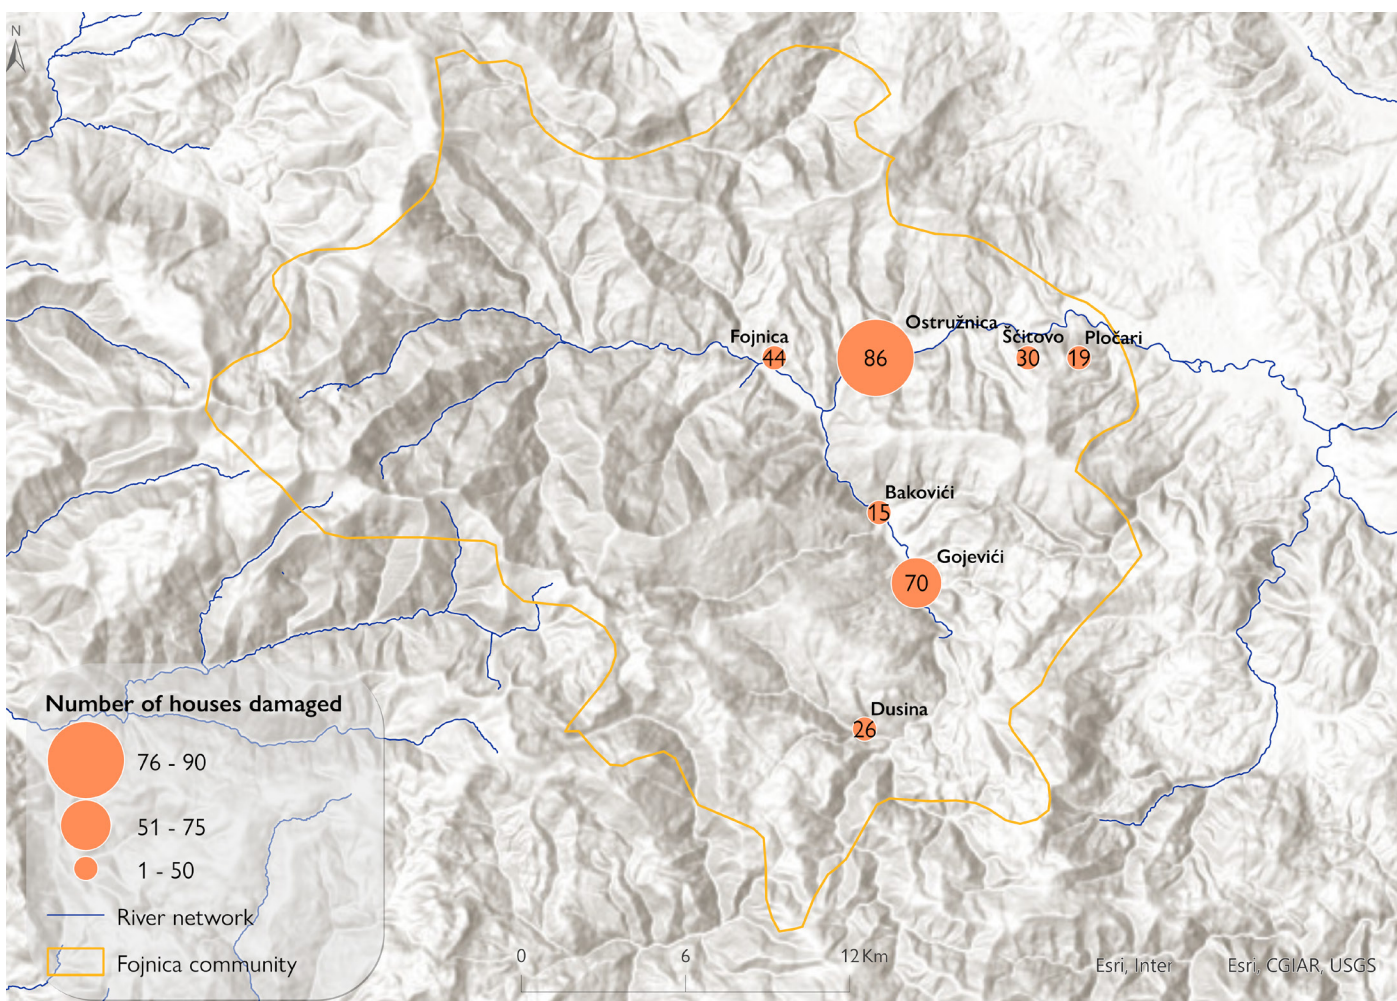 N
Ostružnica
Fojnica
Ščitovo
Pločari
44
86
30
19
Bakovići
15
Gojevići
70
Dusina
26
Number of houses damaged
76 - 90
51 - 75
1 - 50
River network
Fojnica community
0 6 12 Km
Esri, Inter Esri, CGIAR, USGS